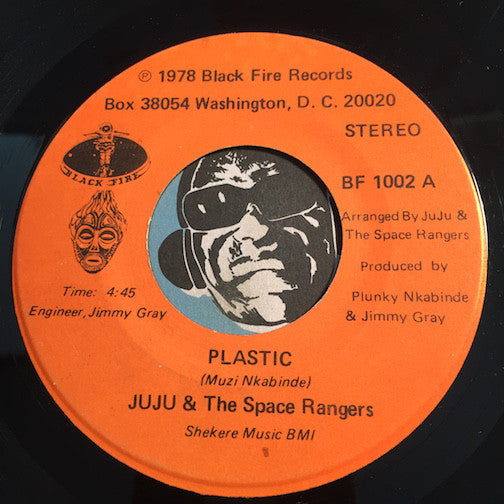 ℗ 1978 Black Fire Records
Box 38054 Washington, D. C. 20020
STEREO
BLACK FIRE
BF 1002 A
Arranged By JuJu &
The Space Rangers
Produced by
Plunky Nkabinde
& Jimmy Gray
Time: 4:45
Engineer, Jimmy Gray
PLASTIC
(Muzi Nkabinde)
JUJU & The Space Rangers
Shekere Music BMI